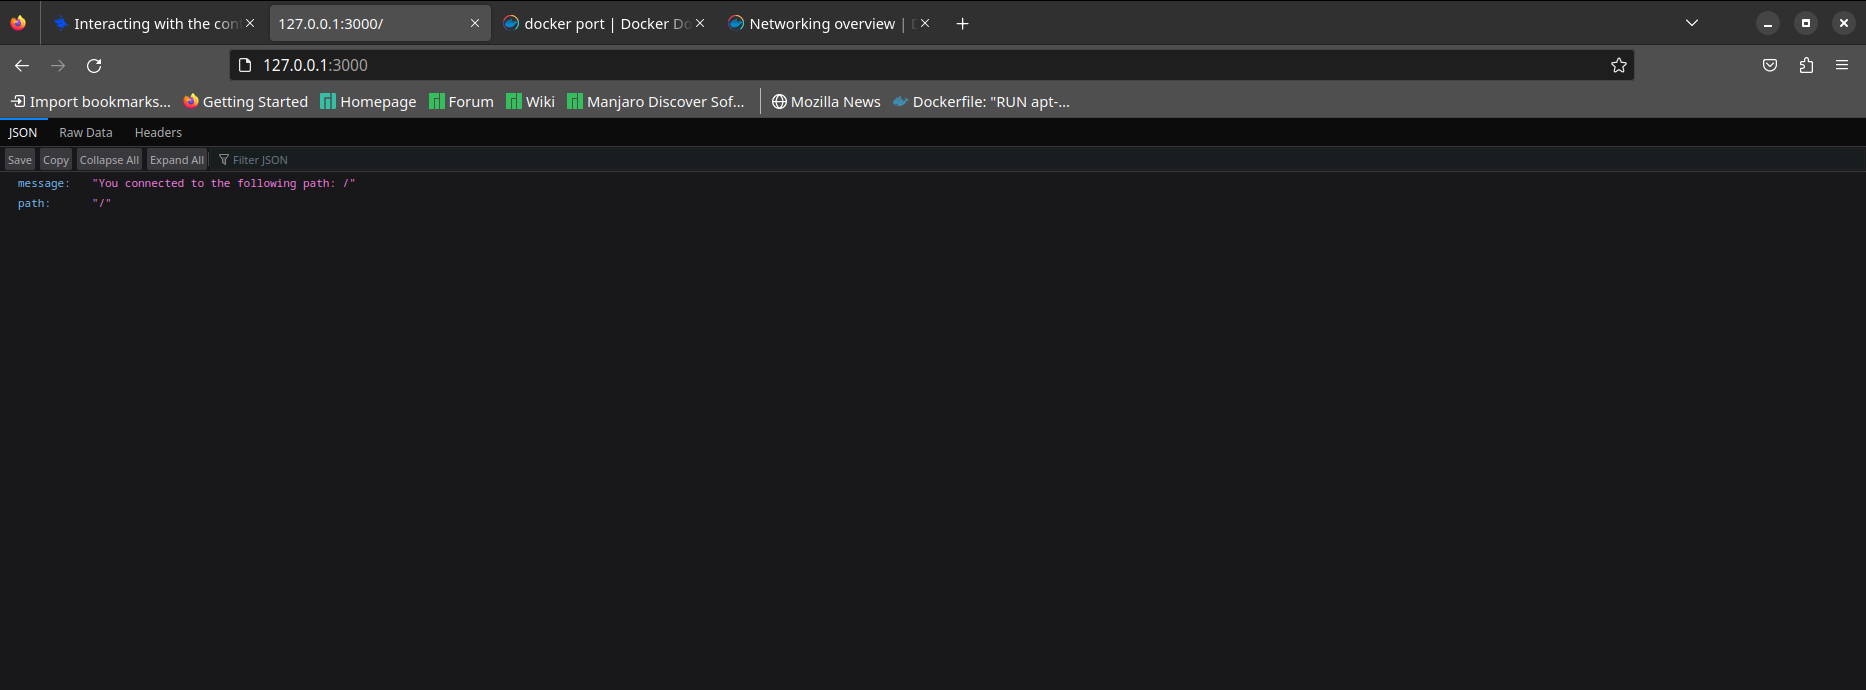 Interacting with the con
127.0.0.1:3000/
docker port | Docker Do
Networking overview |
127.0.0.1:3000
Import bookmarks... Getting Started Homepage Forum Wiki Manjaro Discover Sof... Mozilla News Dockerfile: "RUN apt-...
JSON Raw Data Headers
Save Copy Collapse All Expand All Filter JSON
message: "You connected to the following path: /"
path: "/"